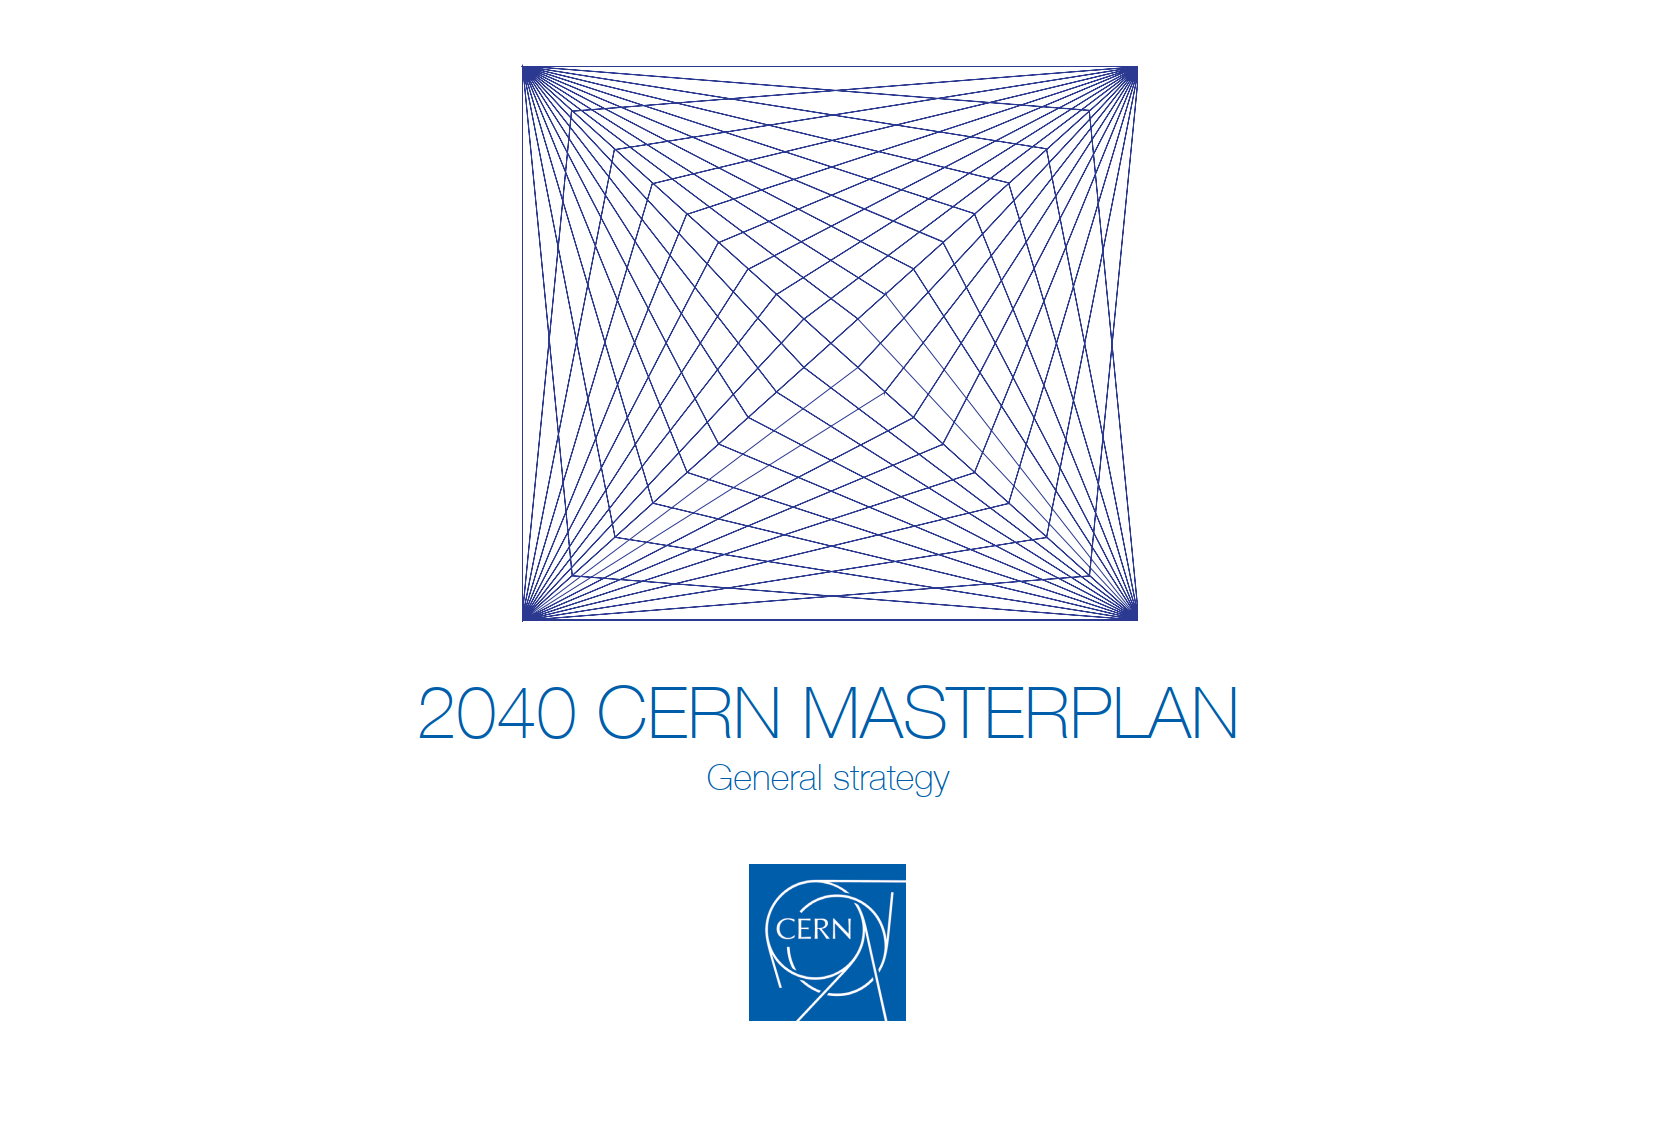 2040 CERN MASTERPLAN
General strategy
CERN